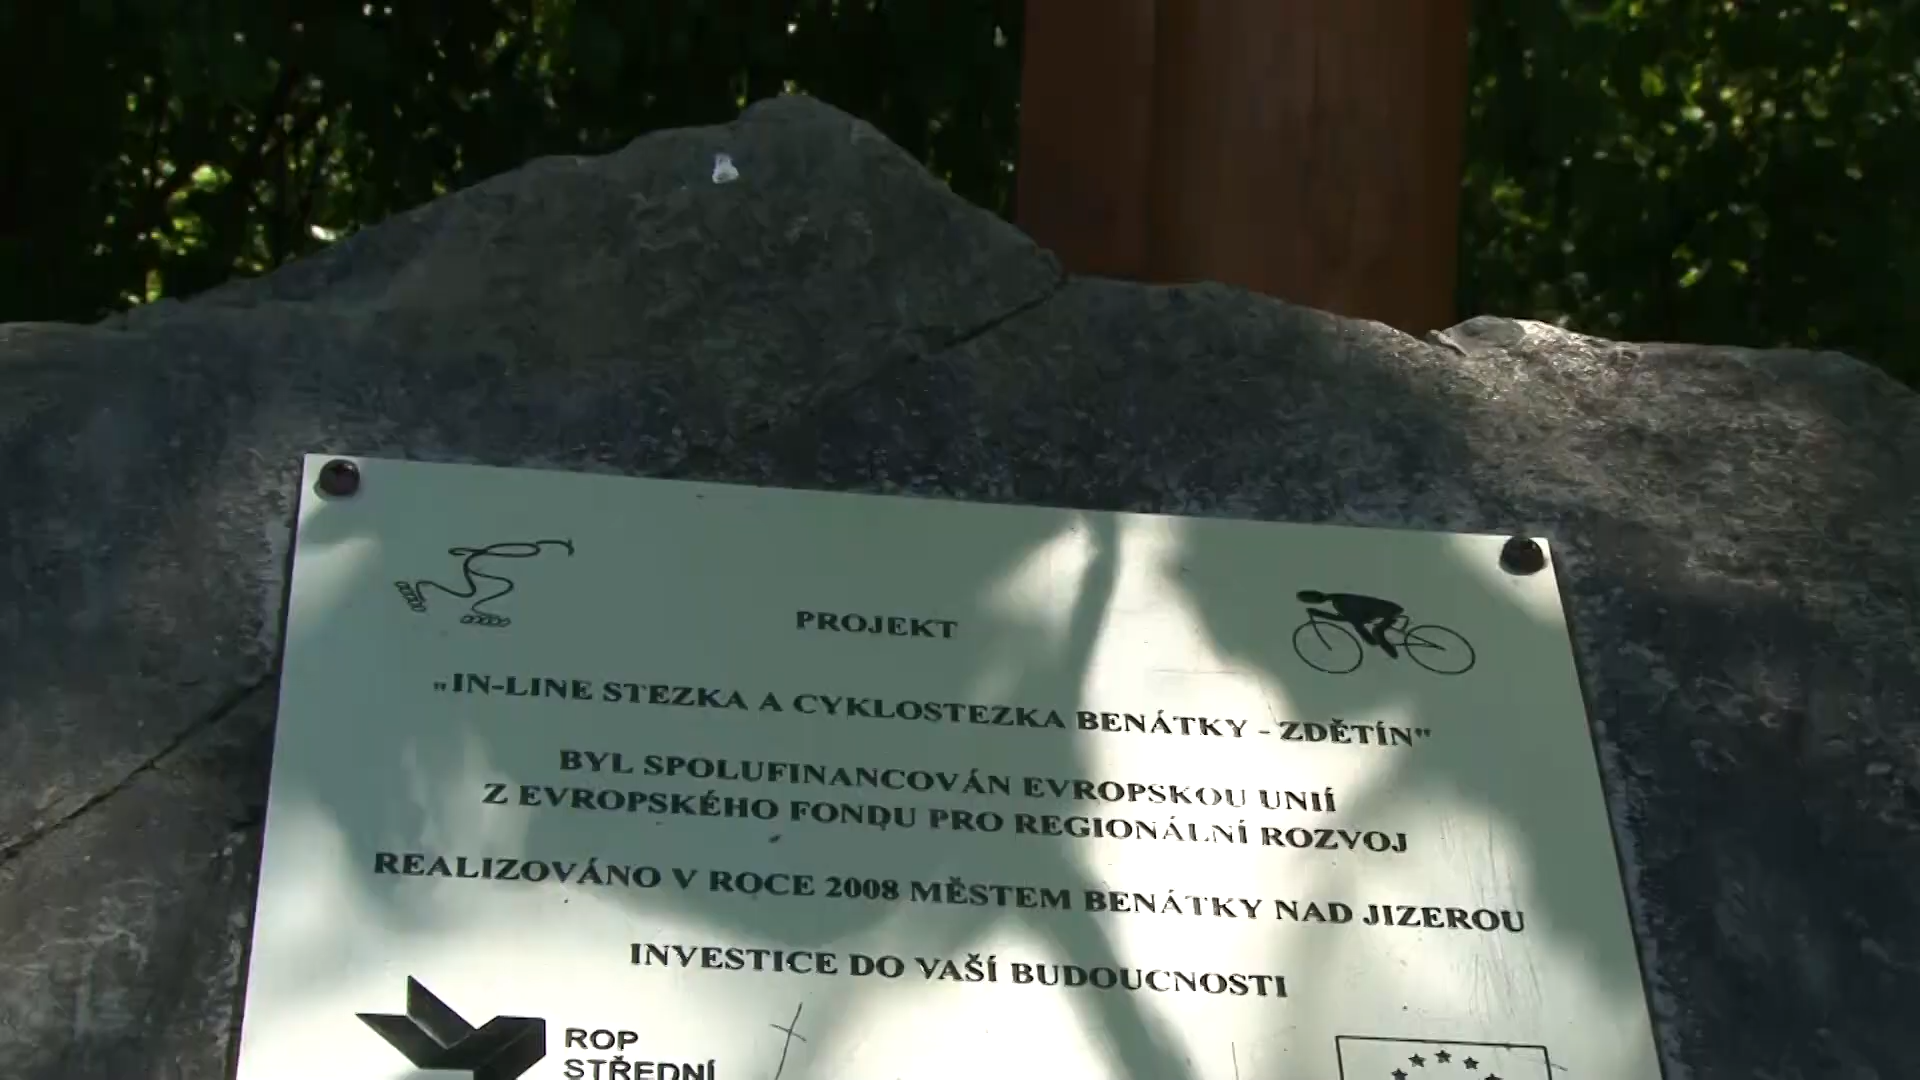 PROJEKT
„IN-LINE STEZKA A CYKLOSTEZKA BENÁTKY - ZDĚTÍN"
BYL SPOLUFINANCOVÁN EVROPSKOU UNIÍ
Z EVROPSKÉHO FONDU PRO REGIONÁLNÍ ROZVOJ
REALIZOVÁNO V ROCE 2008 MĚSTEM BENÁTKY NAD JIZEROU
INVESTICE DO VAŠÍ BUDOUCNOSTI
ROP
STŘEDNÍ